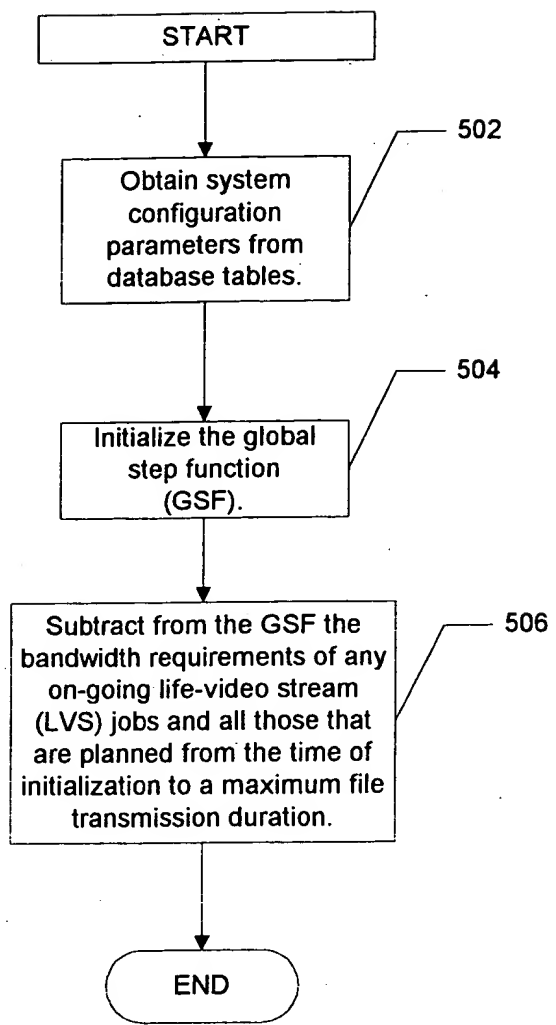 START
502
Obtain system
configuration
parameters from
database tables.
504
Initialize the global
step function
(GSF).
506
Subtract from the GSF the
bandwidth requirements of any
on-going life-video stream
(LVS) jobs and all those that
are planned from the time of
initialization to a maximum file
transmission duration.
END